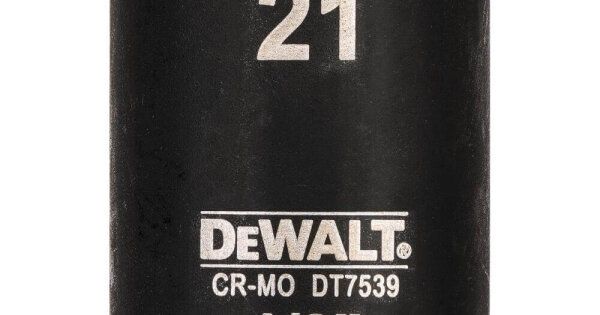 21
DEWALT®
CR-MO DT7539